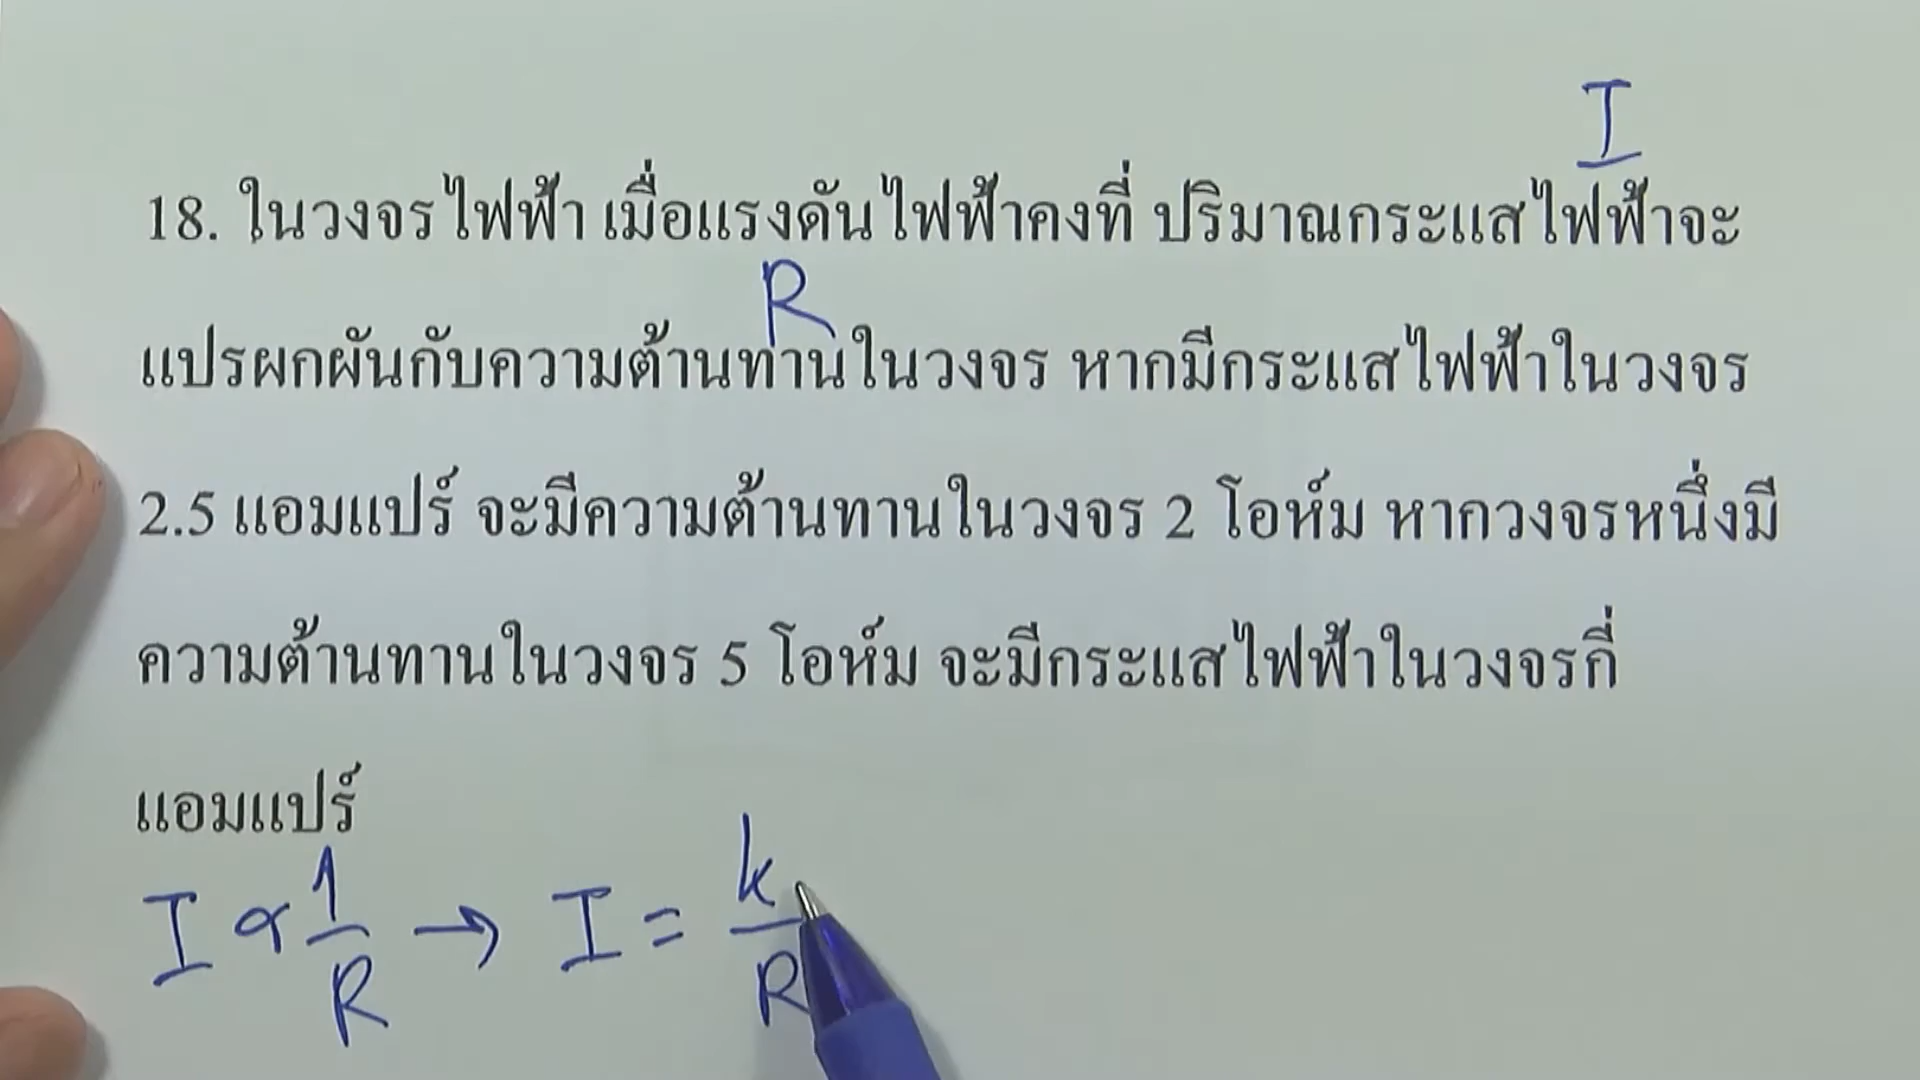 I
18. ในวงจรไฟฟ้า เมื่อแรงดันไฟฟ้าคงที่ ปริมาณกระแสไฟฟ้าจะ
R
แปรผกผันกับความต้านทานในวงจร หากมีกระแสไฟฟ้าในวงจร
2.5 แอมแปร์ จะมีความต้านทานในวงจร 2 โอห์ม หากวงจรหนึ่งมี
ความต้านทานในวงจร 5 โอห์ม จะมีกระแสไฟฟ้าในวงจรกี่
แอมแปร์
I ∝ 1/R → I = k/R